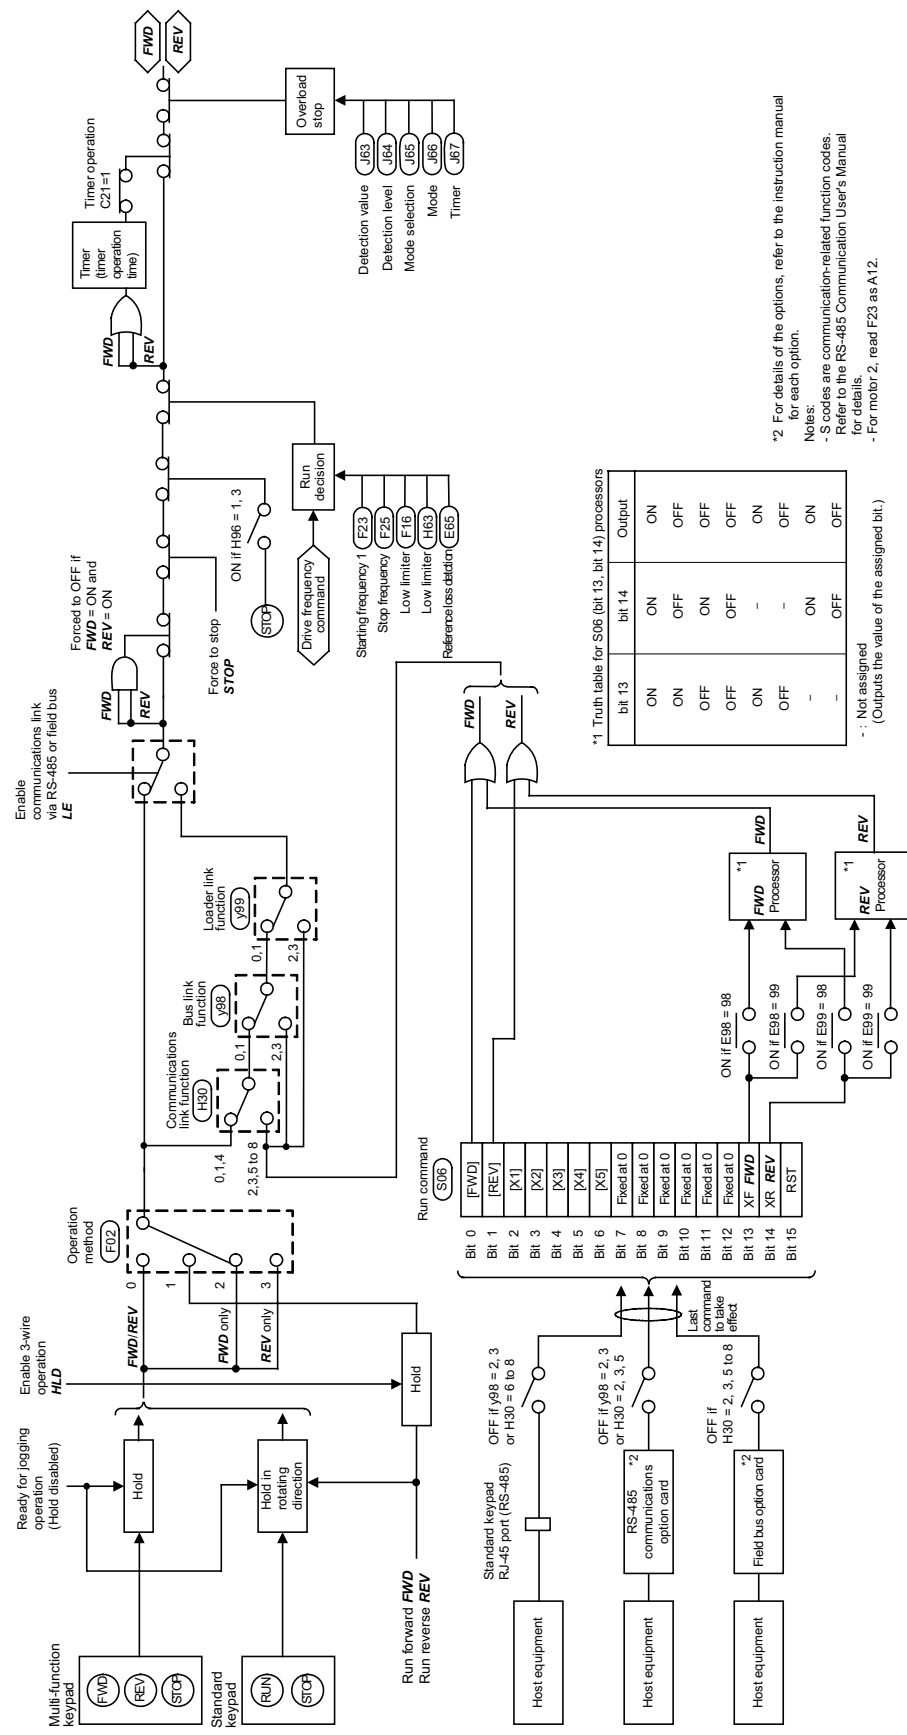 Multi-function
keypad
FWD
REV
STOP
Standard
keypad
RUN
STOP
Ready for jogging
operation
(Hold disabled)
Hold
Hold in
rotating
direction
Run forward FWD
Run reverse REV
Enable 3-wire
operation
HLD
Hold
FWD/REV
FWD only
REV only
Operation
method
F02
0
1
2
3
Communications
link function
H30
0,1,4
2,3,5 to 8
Bus link
function
y98
0,1
2,3
Loader link
function
y99
0,1
2,3
Enable
communications link
via RS-485 or field bus
LE
Forced to OFF if
FWD = ON and
REV = ON
FWD
REV
Force to stop
STOP
ON if H96 = 1, 3
STOP
Drive frequency
command
Run
decision
Starting frequency 1 F23
Stop frequency F25
Low limiter F16
Low limiter H63
Reference loss detction E65
FWD
REV
Timer
(timer
operation
time)
Timer operation
C21=1
Overload
stop
Detection value J63
Detection level J64
Mode selection J65
Mode J66
Timer J67
FWD
REV
Host equipment
Standard keypad
RJ-45 port (RS-485)
OFF if y98 = 2, 3
or H30 = 6 to 8
Host equipment
*2
RS-485
communications
option card
OFF if y98 = 2, 3
or H30 = 2, 3, 5
Host equipment
*2
Field bus option card
OFF if
H30 = 2, 3, 5 to 8
Last
command
to take
effect
Run command
S06
Bit 0 [FWD]
Bit 1 [REV]
Bit 2 [X1]
Bit 3 [X2]
Bit 4 [X3]
Bit 5 [X4]
Bit 6 [X5]
Bit 7 Fixed at 0
Bit 8 Fixed at 0
Bit 9 Fixed at 0
Bit 10 Fixed at 0
Bit 11 Fixed at 0
Bit 12 Fixed at 0
Bit 13 XF FWD
Bit 14 XR REV
Bit 15 RST
ON if E98 = 98
ON if E98 = 99
ON if E99 = 98
ON if E99 = 99
*1
FWD
Processor
*1
REV
Processor
FWD
REV
FWD
REV
*1 Truth table for S06 (bit 13, bit 14) processors
bit 13 bit 14 Output
ON ON ON
ON OFF OFF
OFF ON OFF
OFF OFF OFF
ON – ON
OFF – OFF
– ON ON
– OFF OFF
- : Not assigned
(Outputs the value of the assigned bit.)
*2 For details of the options, refer to the instruction manual
for each option.
Notes:
- S codes are communication-related function codes.
- Refer to the RS-485 Communication User's Manual
for details.
- For motor 2, read F23 as A12.